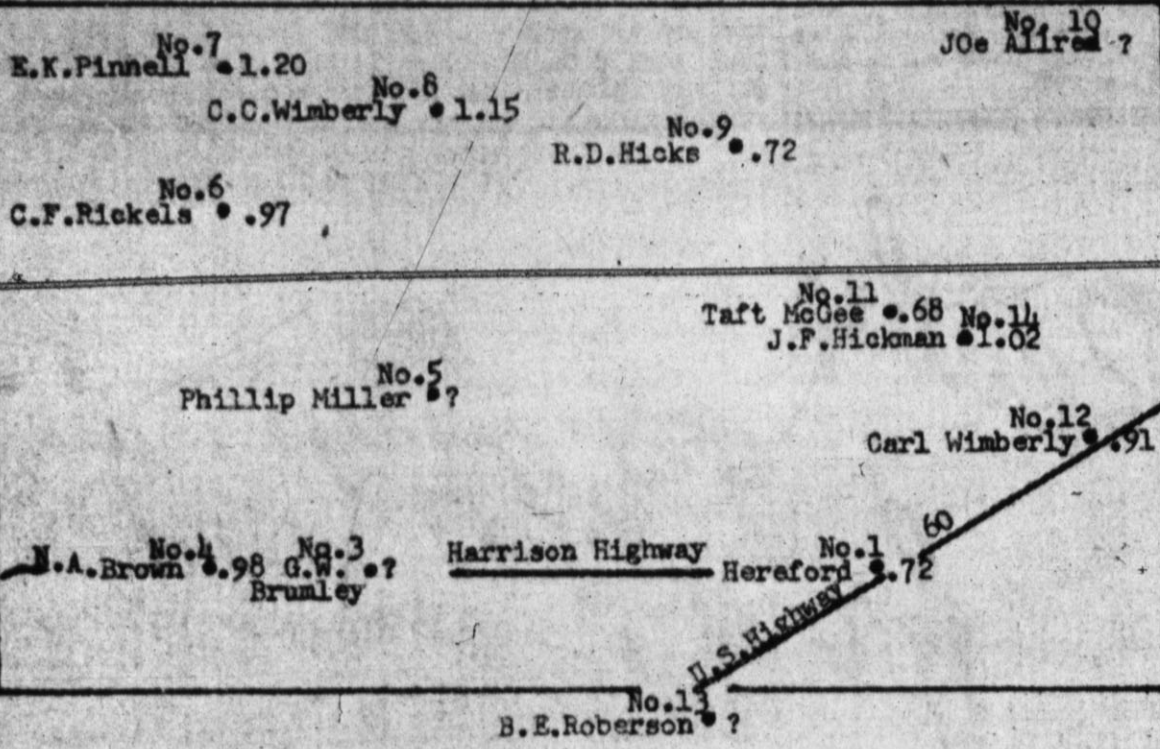 No. 10
JOe Allred ?
No.7
E.K.Pinnell 1.20
No.8
C.C.Wimberly 1.15
No.9
R.D.Hicks .72
No.6
C.F.Rickels .97
No.11
Taft McGee .68
No.14
J.F.Hickman 1.02
No.5
Phillip Miller ?
No.12
Carl Wimberly .91
60
No.4
N.A.Brown .98
No.3
G.W. ?
Brumley
Harrison Highway
No.1
Hereford .72
U.S.Highway
No.13
B.E.Roberson ?